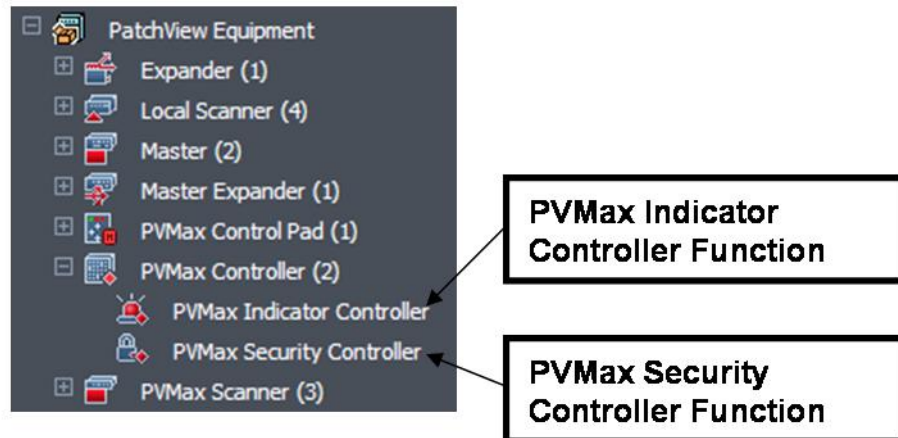 PatchView Equipment
Expander (1)
Local Scanner (4)
Master (2)
Master Expander (1)
PVMax Control Pad (1)
PVMax Controller (2)
PVMax Indicator Controller
PVMax Security Controller
PVMax Scanner (3)
PVMax Indicator
Controller Function
PVMax Security
Controller Function